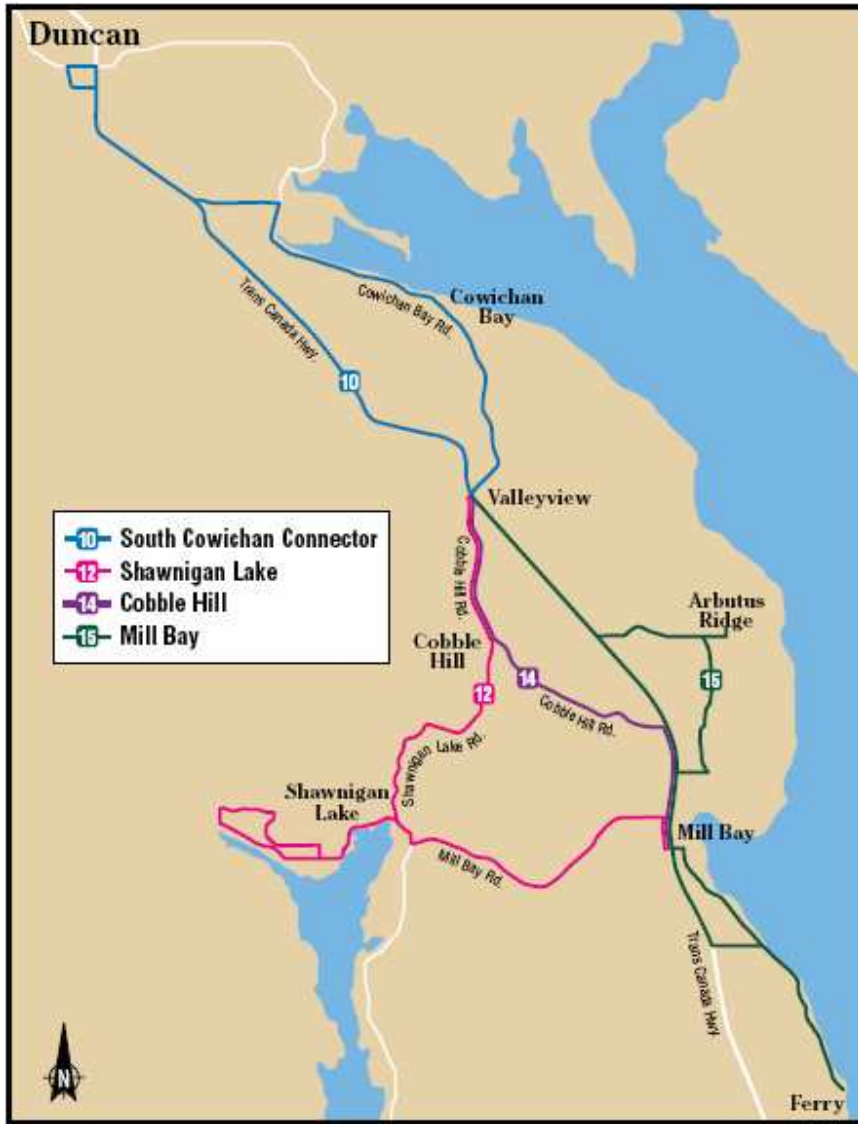 Duncan
Cowichan
Bay
Cowichan Bay Rd.
Trans Canada Hwy.
10
Valleyview
10 South Cowichan Connector
12 Shawnigan Lake
14 Cobble Hill
15 Mill Bay
Cobble Hill Rd.
Arbutus
Ridge
Cobble
Hill
14
15
12
Cobble Hill Rd.
Shawnigan Lake Rd.
Shawnigan
Lake
Mill Bay
Mill Bay Rd.
Trans Canada Hwy.
N
Ferry